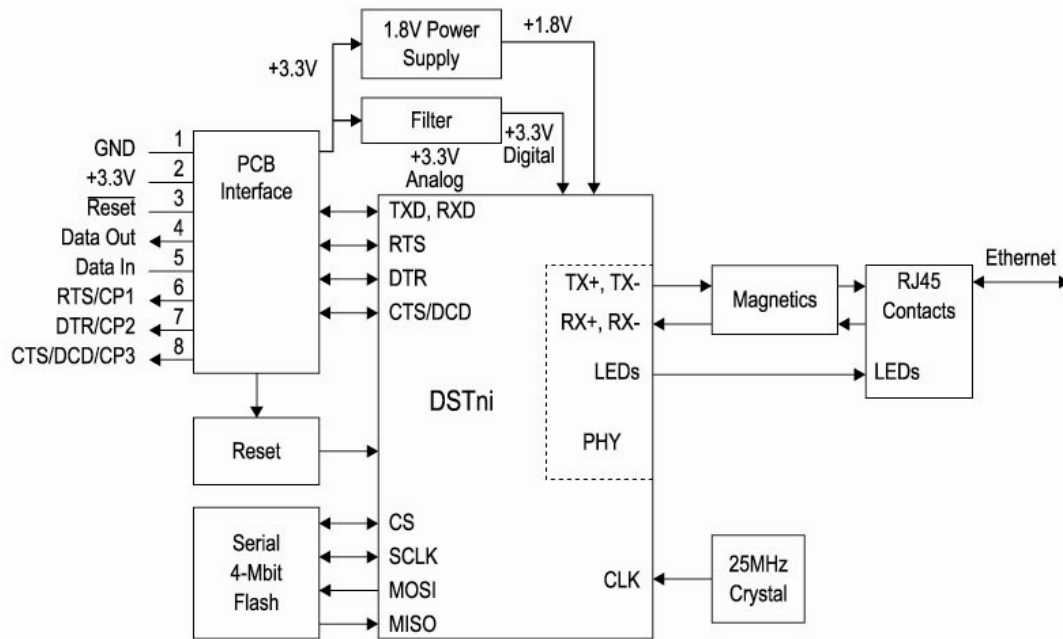 1.8V Power
Supply
+1.8V
+3.3V
Filter
+3.3V
Digital
+3.3V
Analog
GND
1
+3.3V
2
Reset
3
Data Out
4
Data In
5
RTS/CP1
6
DTR/CP2
7
CTS/DCD/CP3
8
PCB
Interface
TXD, RXD
RTS
DTR
CTS/DCD
DSTni
TX+, TX-
RX+, RX-
LEDs
PHY
Magnetics
RJ45
Contacts
LEDs
Ethernet
Reset
Serial
4-Mbit
Flash
CS
SCLK
MOSI
MISO
CLK
25MHz
Crystal